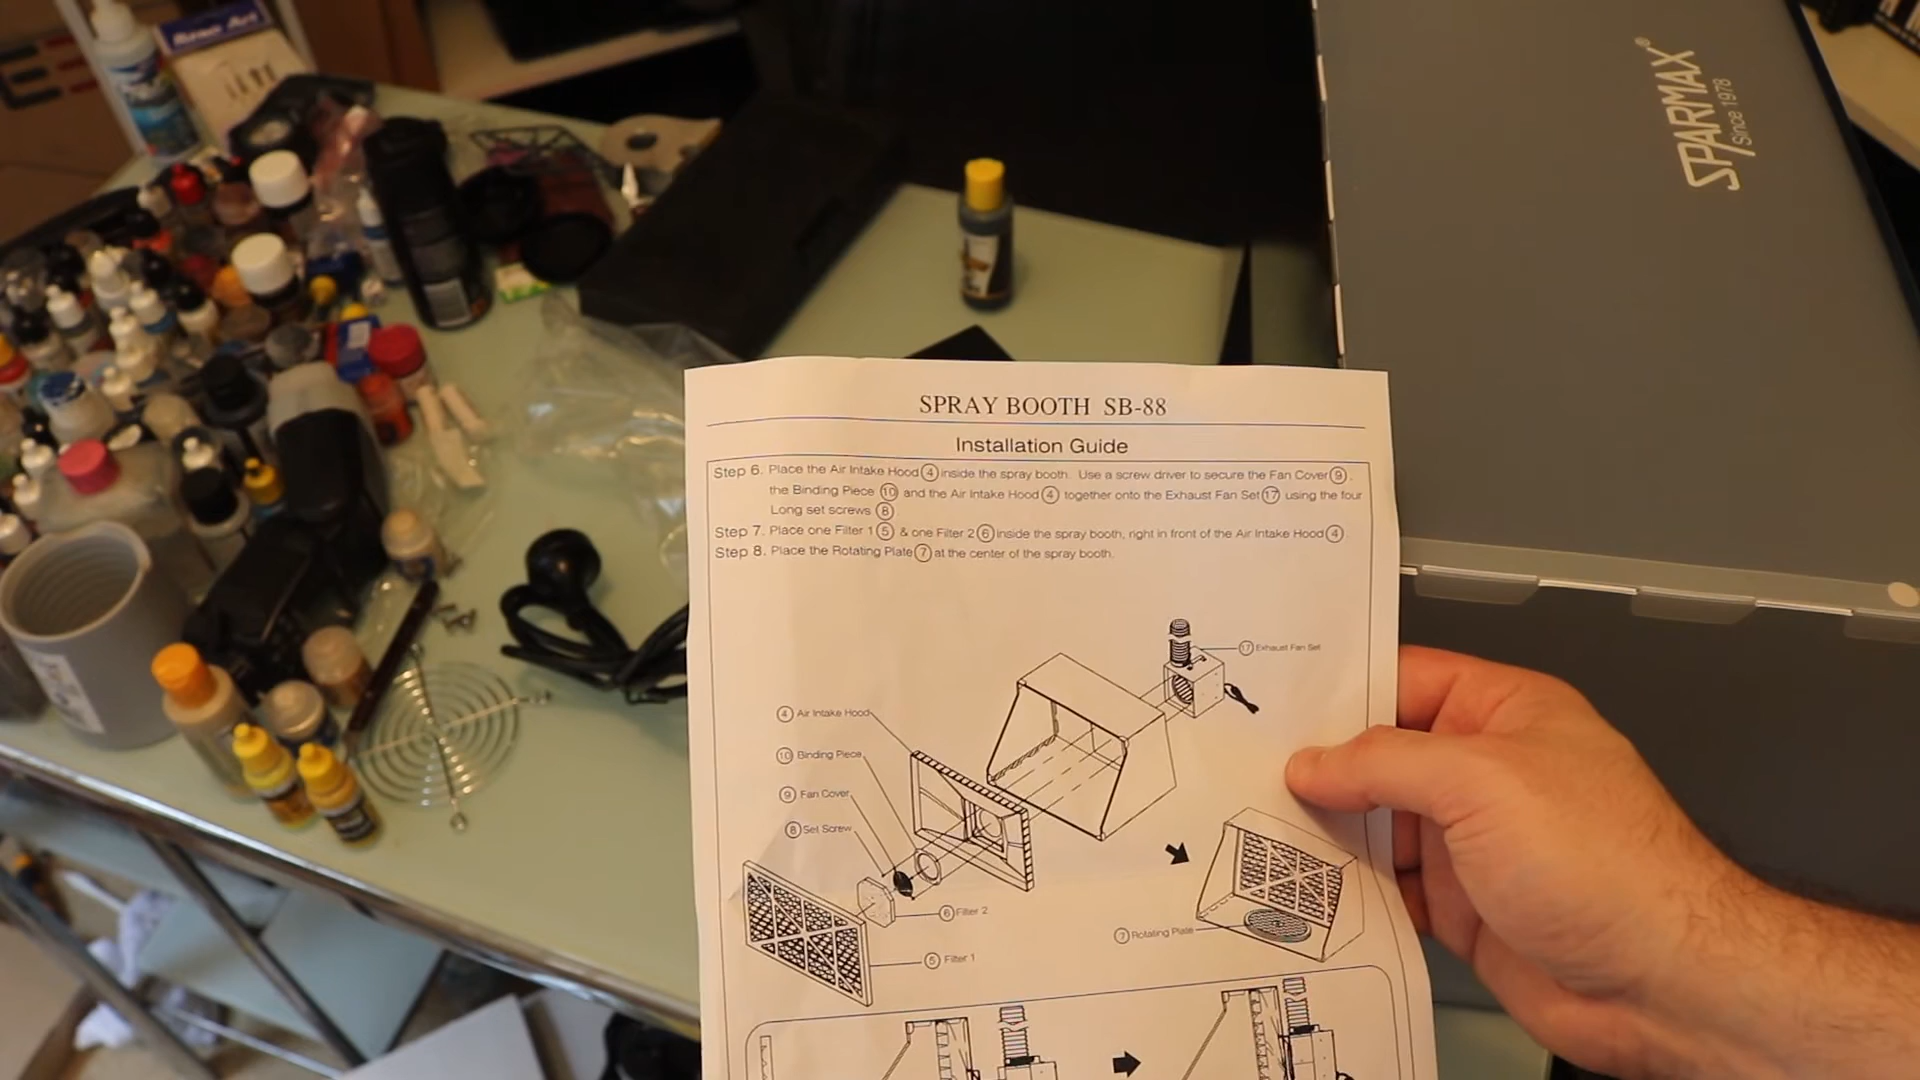 SPARMAX®
Since 1978
SPRAY BOOTH SB-88
Installation Guide
Step 6. Place the Air Intake Hood ④ inside the spray booth. Use a screw driver to secure the Fan Cover ⑨,
the Binding Piece ⑩ and the Air Intake Hood ④ together onto the Exhaust Fan Set ⑰ using the four
Long set screws ⑧
Step 7. Place one Filter 1 ⑤ & one Filter 2 ⑥ inside the spray booth, right in front of the Air Intake Hood ④
Step 8. Place the Rotating Plate ⑦ at the center of the spray booth.
⑰ Exhaust Fan Set
④ Air Intake Hood
⑩ Binding Piece
⑨ Fan Cover
⑧ Set Screw
⑥ Filter 2
⑦ Rotating Plate
⑤ Filter 1